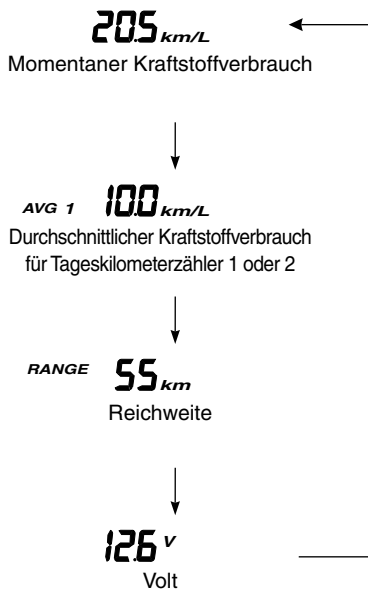 20.5 km/L
Momentaner Kraftstoffverbrauch
AVG 1 10.0 km/L
Durchschnittlicher Kraftstoffverbrauch
für Tageskilometerzähler 1 oder 2
RANGE 55 km
Reichweite
12.6 V
Volt